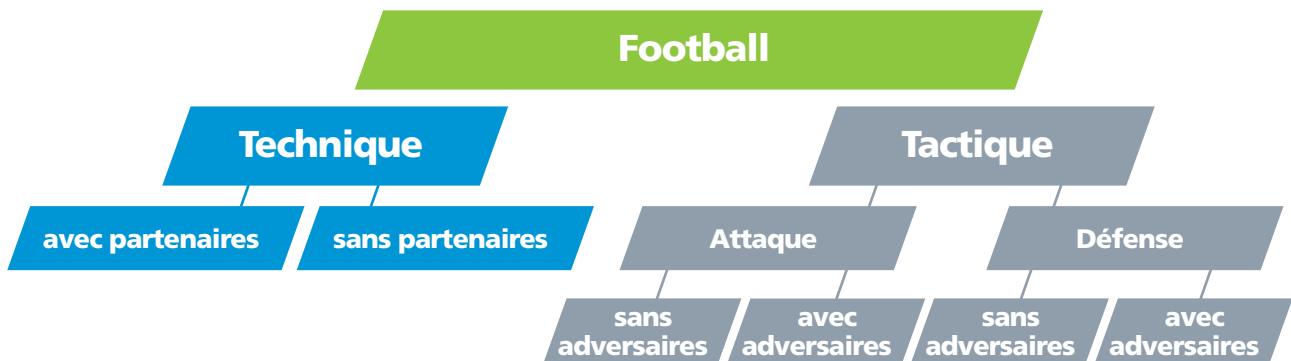 Football
Technique
Tactique
avec partenaires
sans partenaires
Attaque
Défense
sans
adversaires
avec
adversaires
sans
adversaires
avec
adversaires